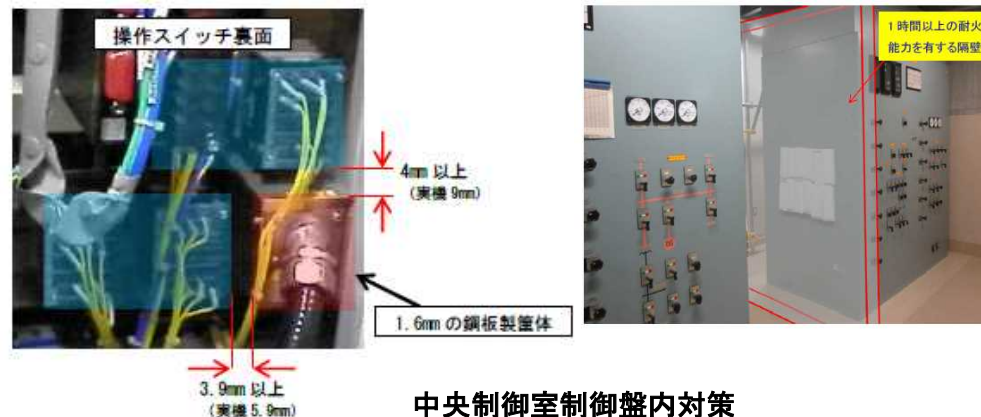 操作スイッチ裏面
4mm 以上
(実機 9mm)
1.6mm の鋼板製筐体
3.9mm 以上
(実機 5.9mm)
1時間以上の耐火
能力を有する隔壁
中央制御室制御盤内対策